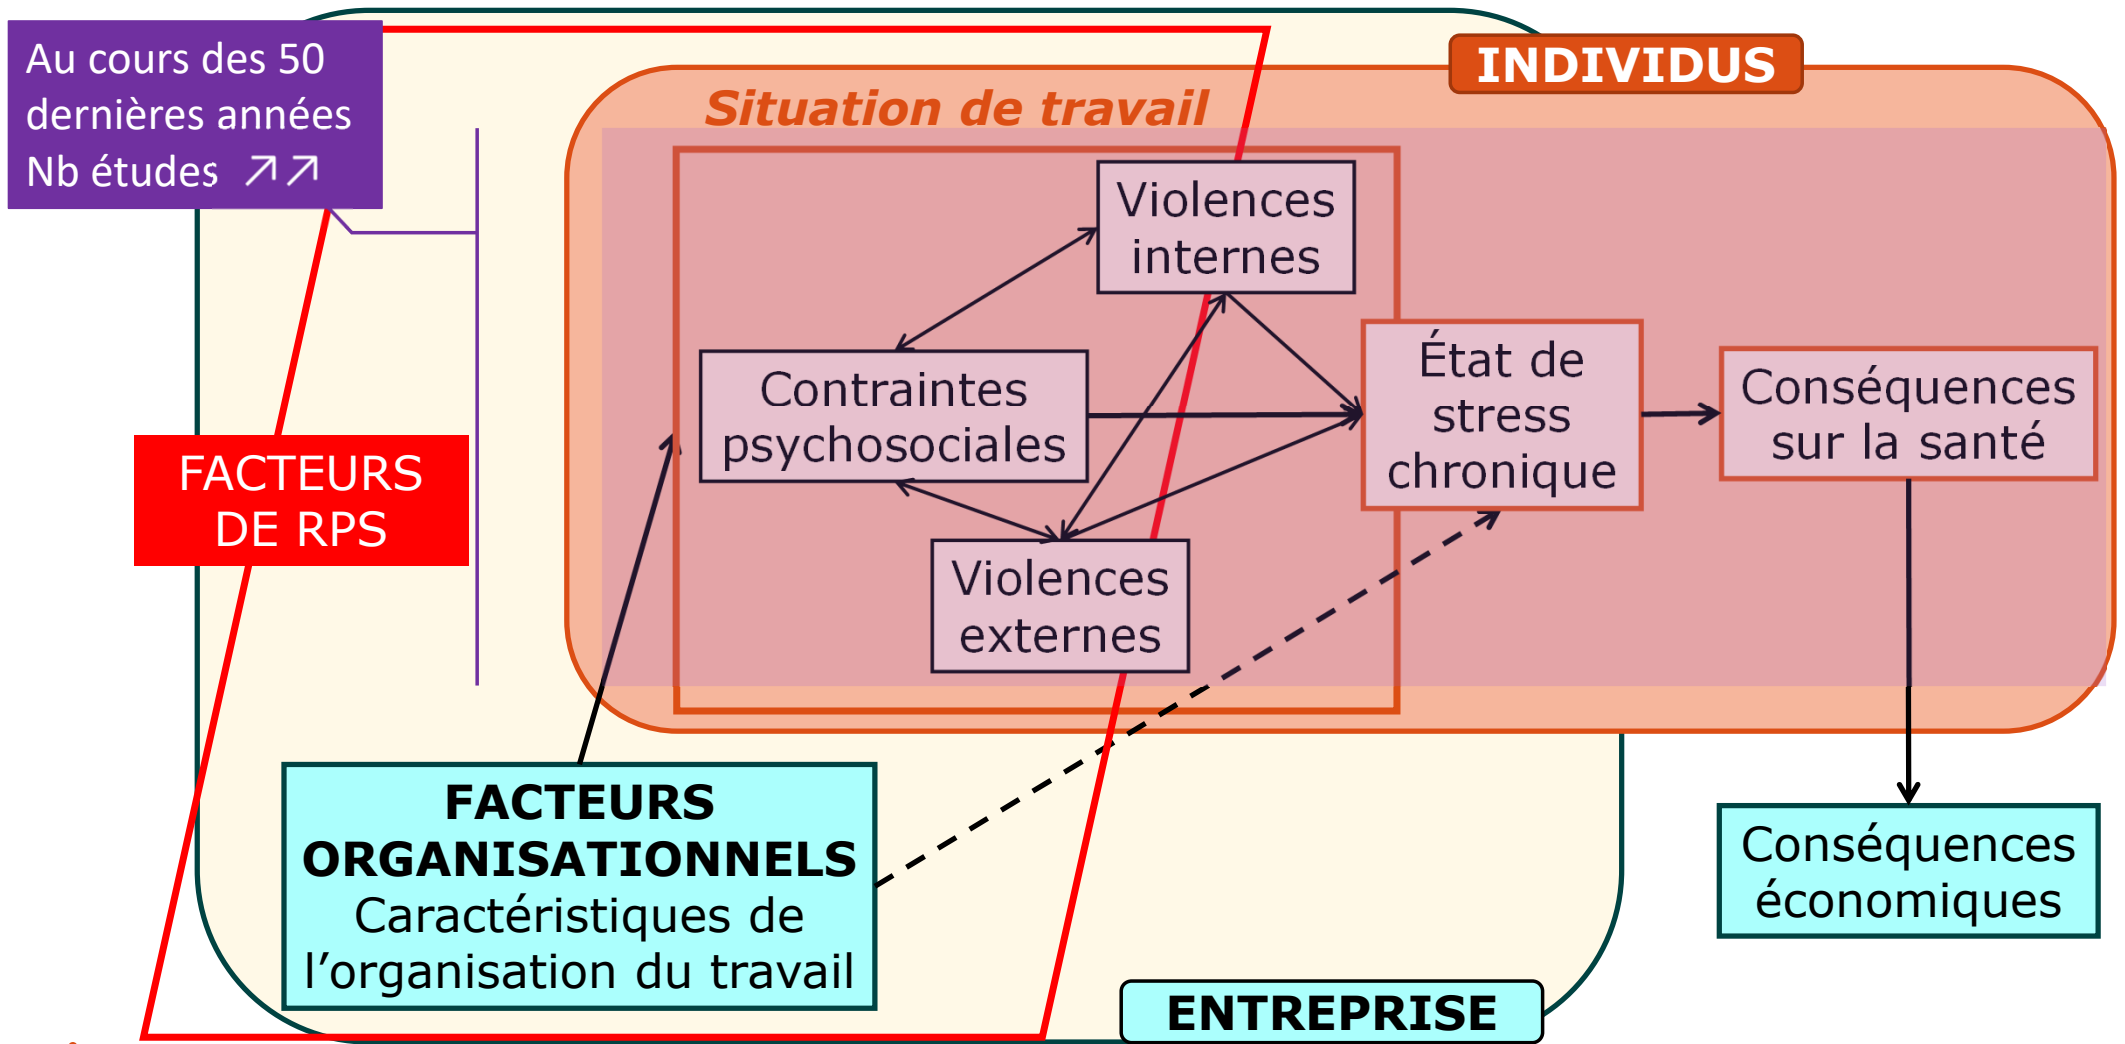 Au cours des 50
dernières années
Nb études ↗↗
INDIVIDUS
Situation de travail
Violences
internes
Contraintes
psychosociales
État de
stress
chronique
Conséquences
sur la santé
FACTEURS
DE RPS
Violences
externes
FACTEURS
ORGANISATIONNELS
Caractéristiques de
l’organisation du travail
Conséquences
économiques
ENTREPRISE